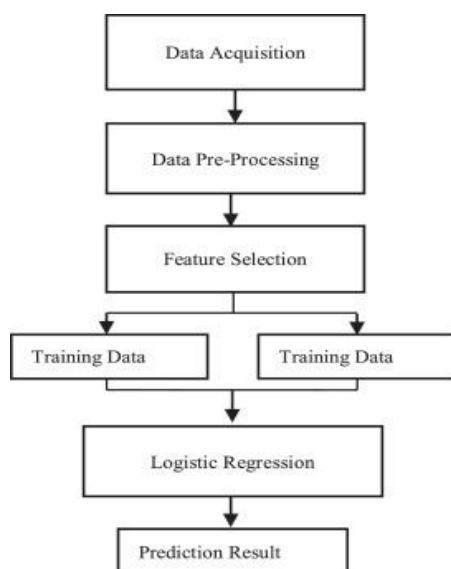 Data Acquisition
Data Pre-Processing
Feature Selection
Training Data
Training Data
Logistic Regression
Prediction Result